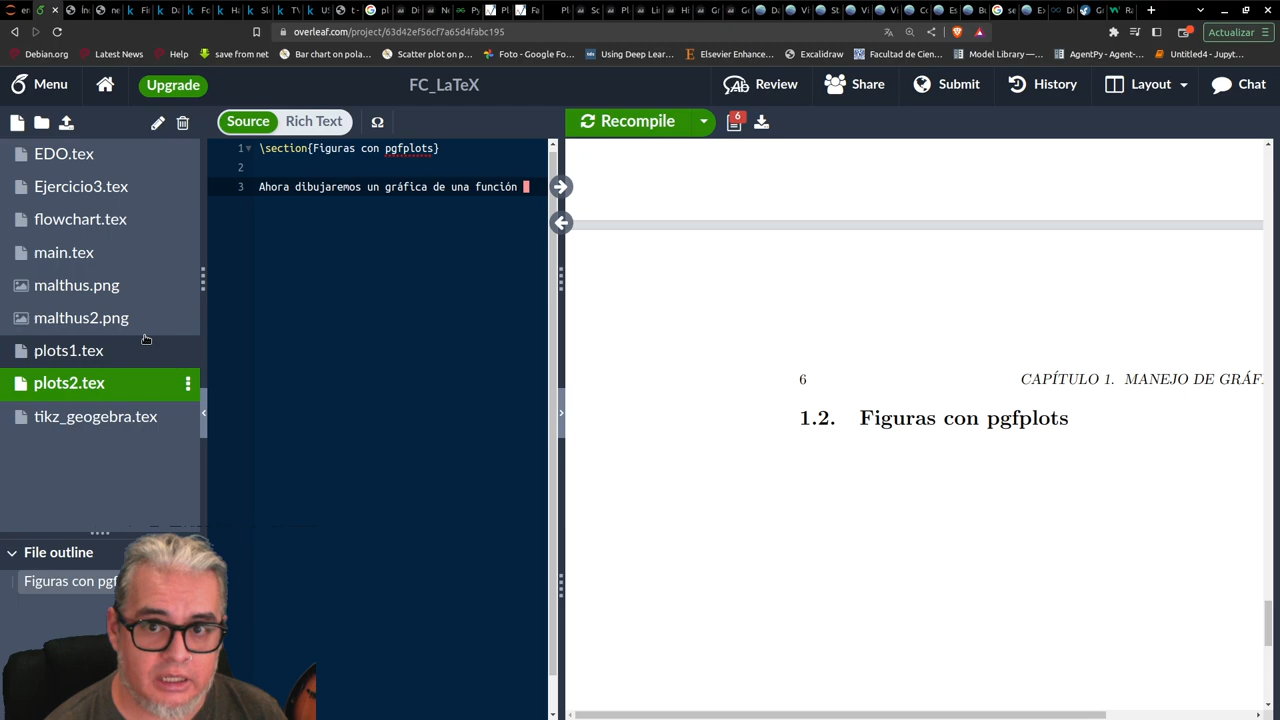 overleaf.com/project/63d42ef56cf7a65d4fabc195
Actualizar
Debian.org
Latest News
Help
save from net
Bar chart on pola...
Scatter plot on p...
Foto - Google Fo...
Using Deep Lear...
Elsevier Enhance...
Excalidraw
Facultad de Cien...
Model Library —...
AgentPy - Agent...
Untitled4 - Jupyt...
Menu
Upgrade
FC_LaTeX
Review
Share
Submit
History
Layout
Chat
Source
Rich Text
Ω
Recompile
6
EDO.tex
Ejercicio3.tex
flowchart.tex
main.tex
malthus.png
malthus2.png
plots1.tex
plots2.tex
tikz_geogebra.tex
File outline
Figuras con pgf
1 \section{Figuras con pgfplots}
2
3 Ahora dibujaremos un gráfica de una función
6 CAPÍTULO 1. MANEJO DE GRÁF
1.2. Figuras con pgfplots